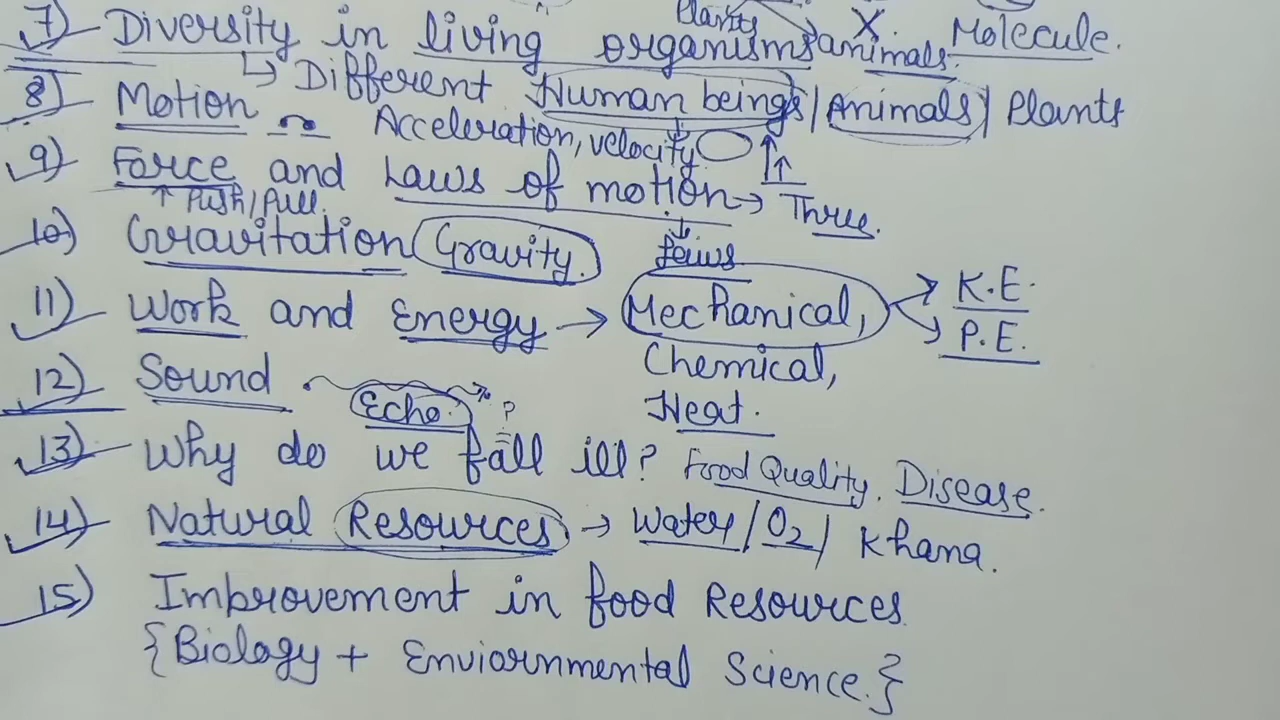 Plants X
7) Diversity in living organisms animals. Molecule.
↳ Different Human beings / Animals / Plants
8) Motion Acceleration, velocity
9) Force and Laws of motion → Three.
↑ Push / Pull.
10) Gravitation Gravity.
11) Work and Energy → Mechanical, K.E.
P.E.
Chemical,
Heat.
12) Sound Echo. ?
13) Why do we fall ill? Food Quality. Disease.
14) Natural Resources → Water / O2 / Khana.
15) Improvement in food Resources
{Biology + Enviornmental Science.}